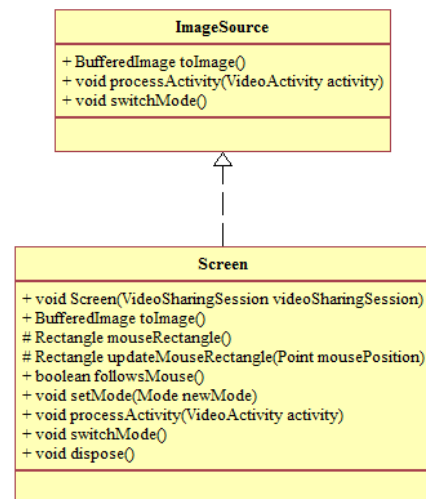 ImageSource
+ BufferedImage toImage()
+ void processActivity(VideoActivity activity)
+ void switchMode()
Screen
+ void Screen(VideoSharingSession videoSharingSession)
+ BufferedImage toImage()
# Rectangle mouseRectangle()
# Rectangle updateMouseRectangle(Point mousePosition)
+ boolean followsMouse()
+ void setMode(Mode newMode)
+ void processActivity(VideoActivity activity)
+ void switchMode()
+ void dispose()